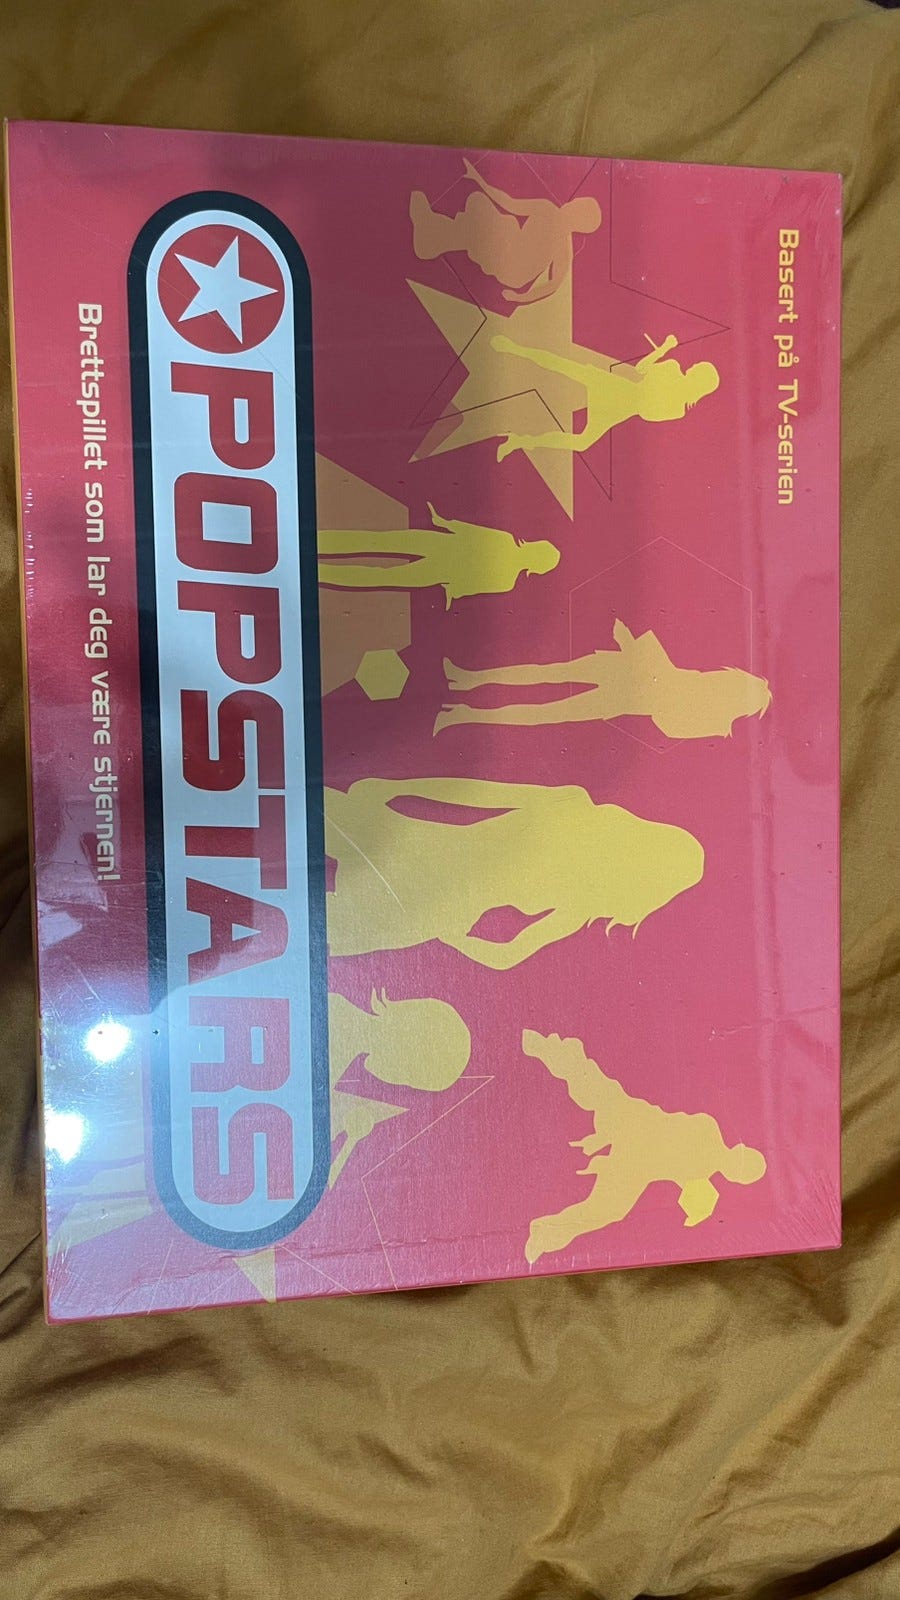 Basert på TV-serien
POPSTARS
Brettspillet som lar deg være stjernen!